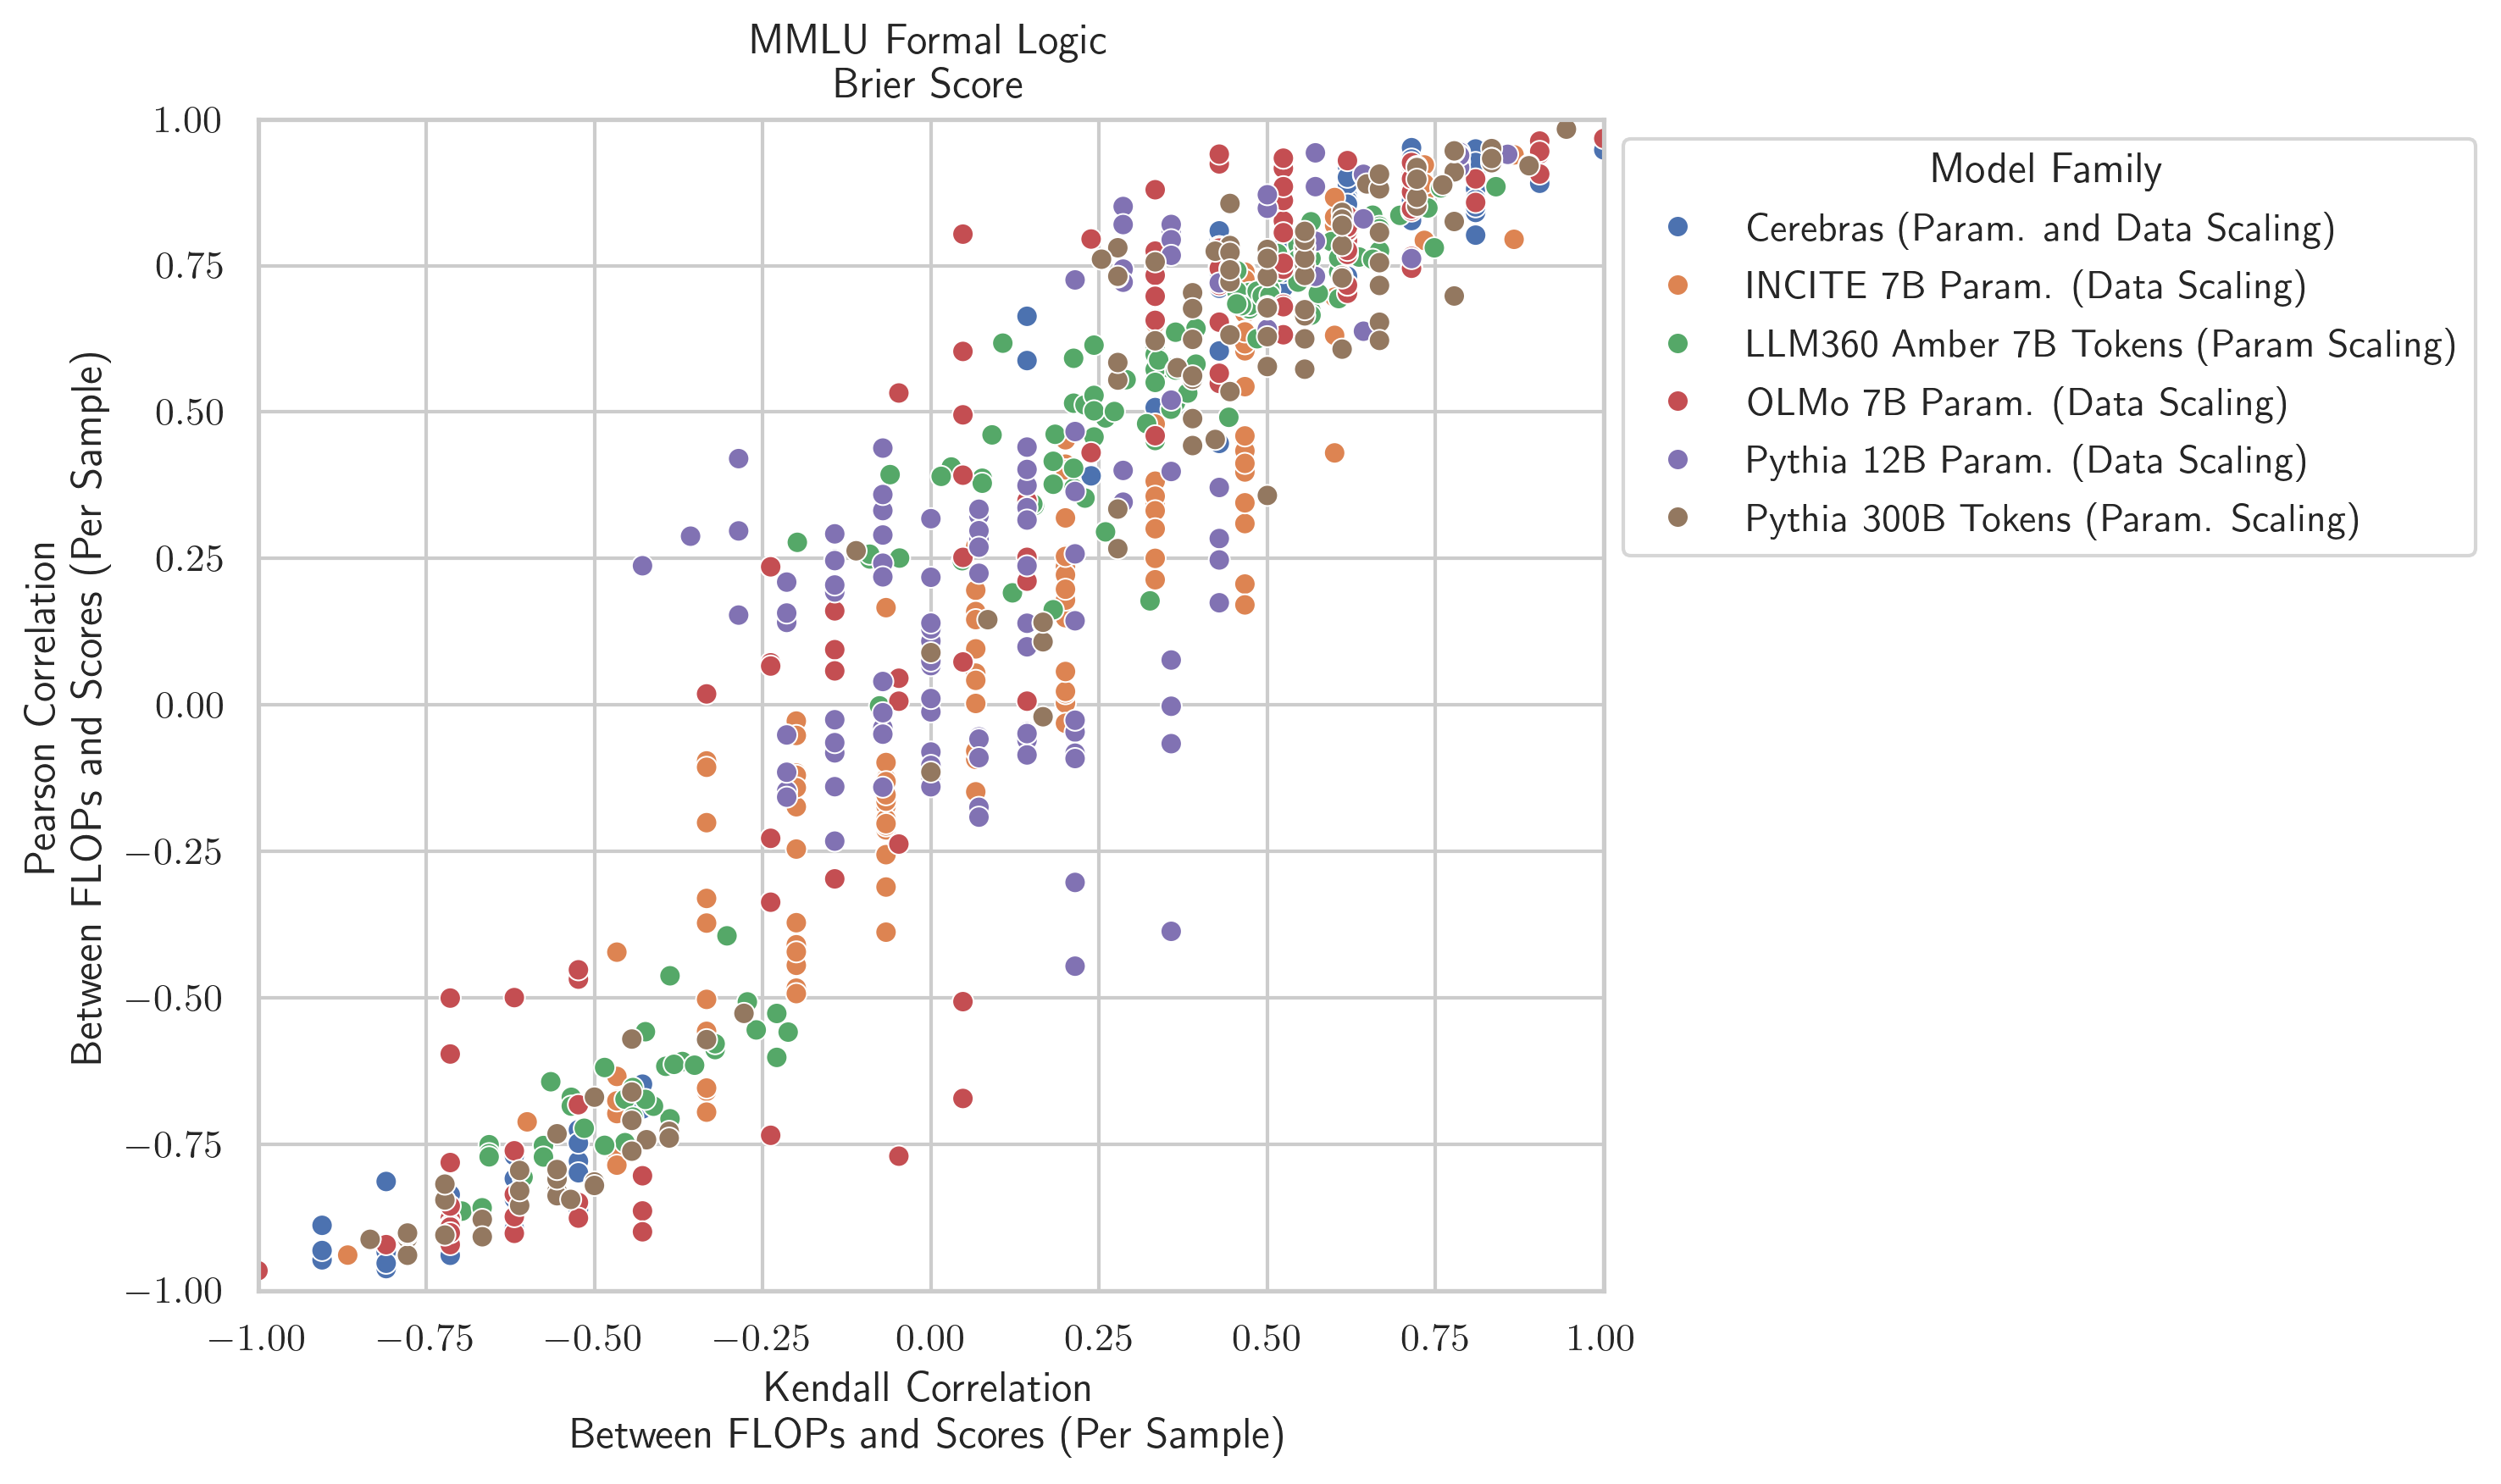 MMLU Formal Logic
Brier Score
Pearson Correlation
Between FLOPs and Scores (Per Sample)
1.00
0.75
0.50
0.25
0.00
−0.25
−0.50
−0.75
−1.00
−1.00
−0.75
−0.50
−0.25
0.00
0.25
0.50
0.75
1.00
Kendall Correlation
Between FLOPs and Scores (Per Sample)
Model Family
Cerebras (Param. and Data Scaling)
INCITE 7B Param. (Data Scaling)
LLM360 Amber 7B Tokens (Param Scaling)
OLMo 7B Param. (Data Scaling)
Pythia 12B Param. (Data Scaling)
Pythia 300B Tokens (Param. Scaling)